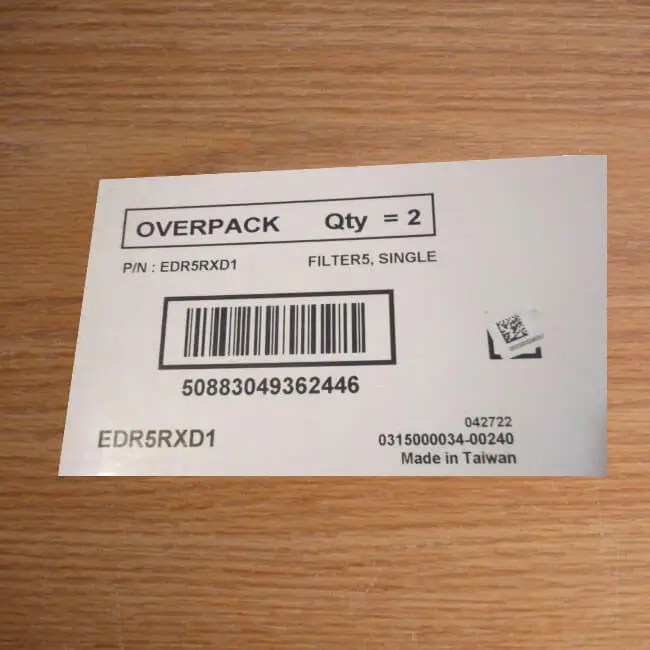 OVERPACK Qty = 2
P/N : EDR5RXD1 FILTER5, SINGLE
50883049362446
042722
EDR5RXD1 0315000034-00240
Made in Taiwan